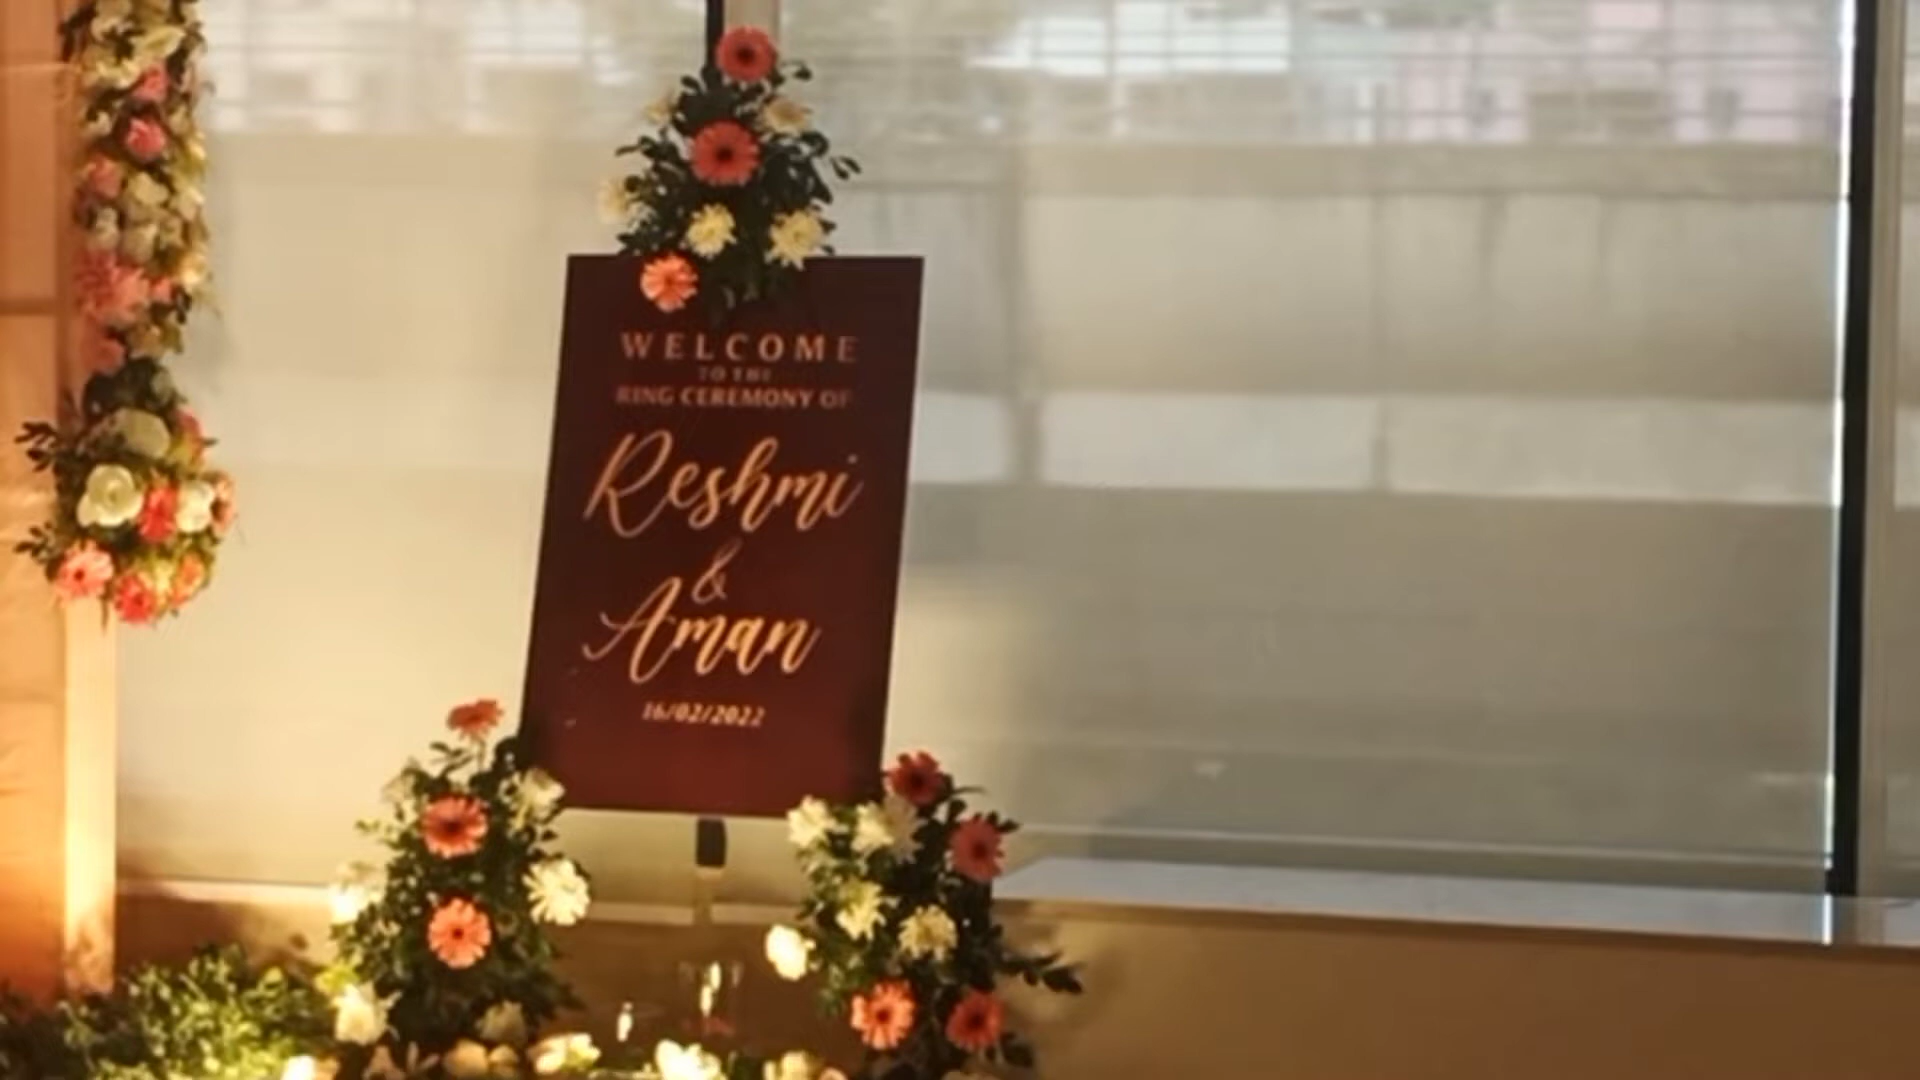 WELCOME
TO THE
RING CEREMONY OF
Reshmi
&
Aman
16/02/2022